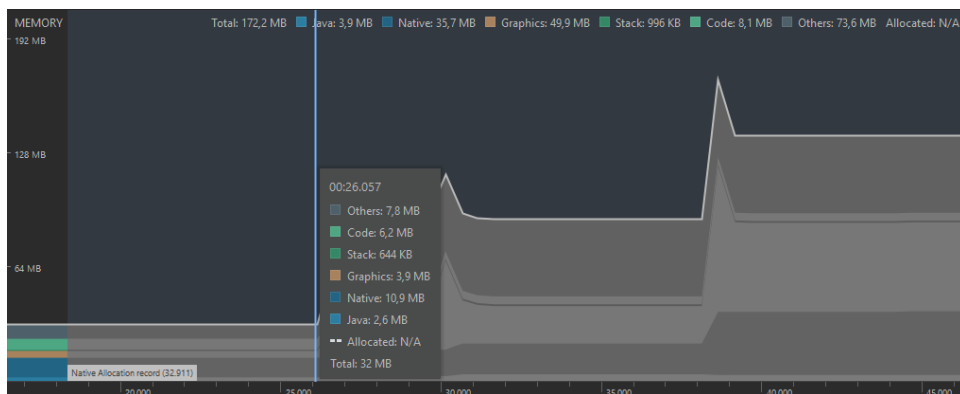 MEMORY Total: 172,2 MB Java: 3,9 MB Native: 35,7 MB Graphics: 49,9 MB Stack: 996 KB Code: 8,1 MB Others: 73,6 MB Allocated: N/A
192 MB
128 MB
64 MB
00:26.057
Others: 7,8 MB
Code: 6,2 MB
Stack: 644 KB
Graphics: 3,9 MB
Native: 10,9 MB
Java: 2,6 MB
Allocated: N/A
Total: 32 MB
Native Allocation record (32.911)
20.000 25.000 30.000 35.000 40.000 45.000